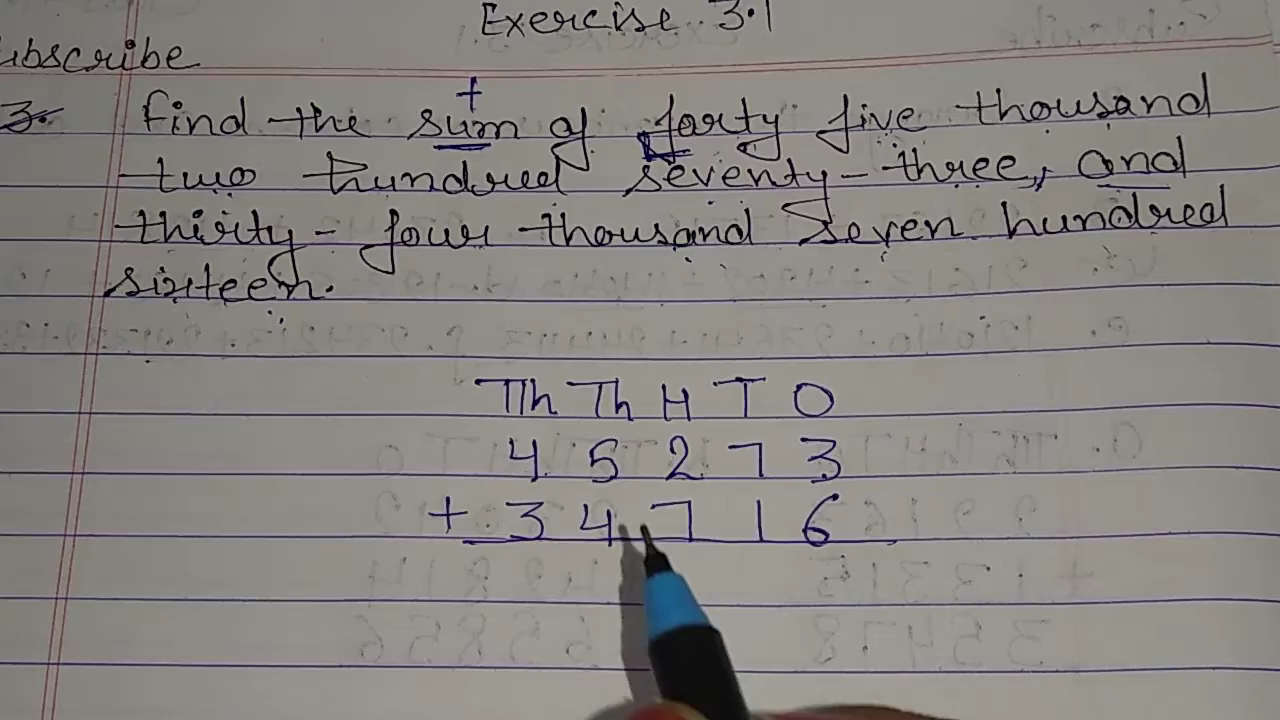 Exercise 3.1
ubscribe
+
3. Find the sum of forty five thousand
two hundred seventy-three, and
thirty-four thousand seven hundred
sixteen.
TTh Th H T O
4 5 2 7 3
+ 3 4 7 1 6